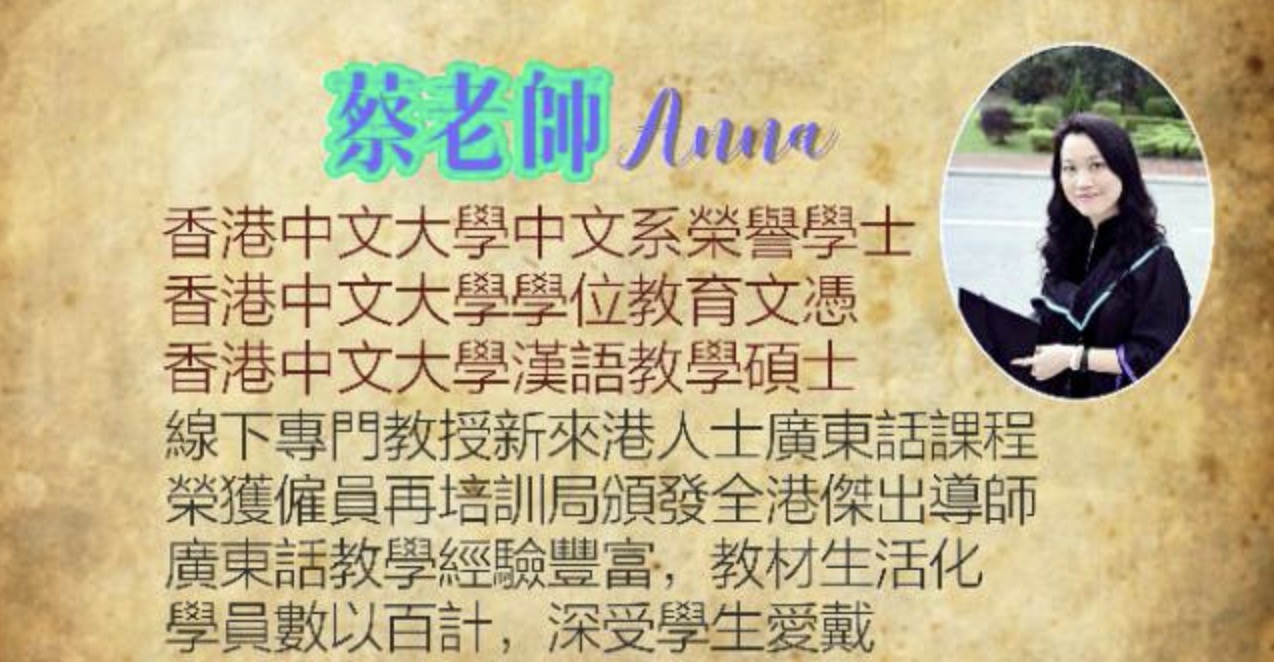 蔡老師 Anna
香港中文大學中文系榮譽學士
香港中文大學學位教育文憑
香港中文大學漢語教學碩士
線下專門教授新來港人士廣東話課程
榮獲僱員再培訓局頒發全港傑出導師
廣東話教學經驗豐富，教材生活化
學員數以百計，深受學生愛戴